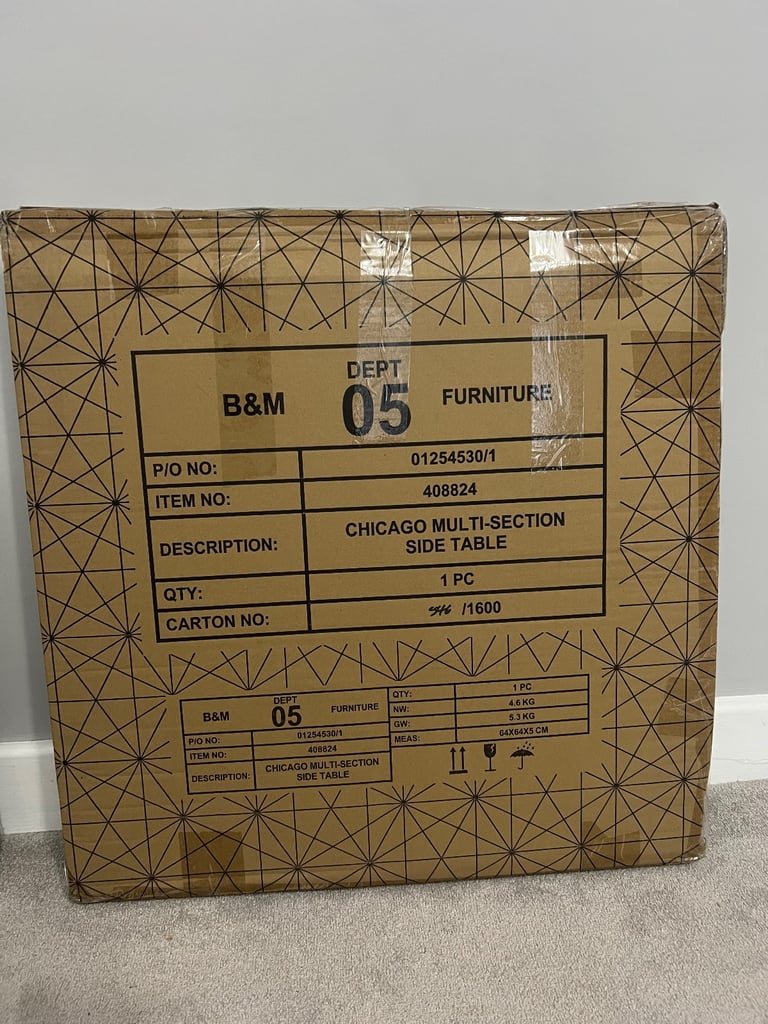 DEPT
B&M 05 FURNITURE
P/O NO: 01254530/1
ITEM NO: 408824
DESCRIPTION: CHICAGO MULTI-SECTION
SIDE TABLE
QTY: 1 PC
CARTON NO: /1600
DEPT
B&M 05 FURNITURE
P/O NO: 01254530/1
ITEM NO: 408824
DESCRIPTION: CHICAGO MULTI-SECTION
SIDE TABLE
QTY: 1 PC
NW: 4.6 KG
GW: 5.3 KG
MEAS: 64X64X5 CM